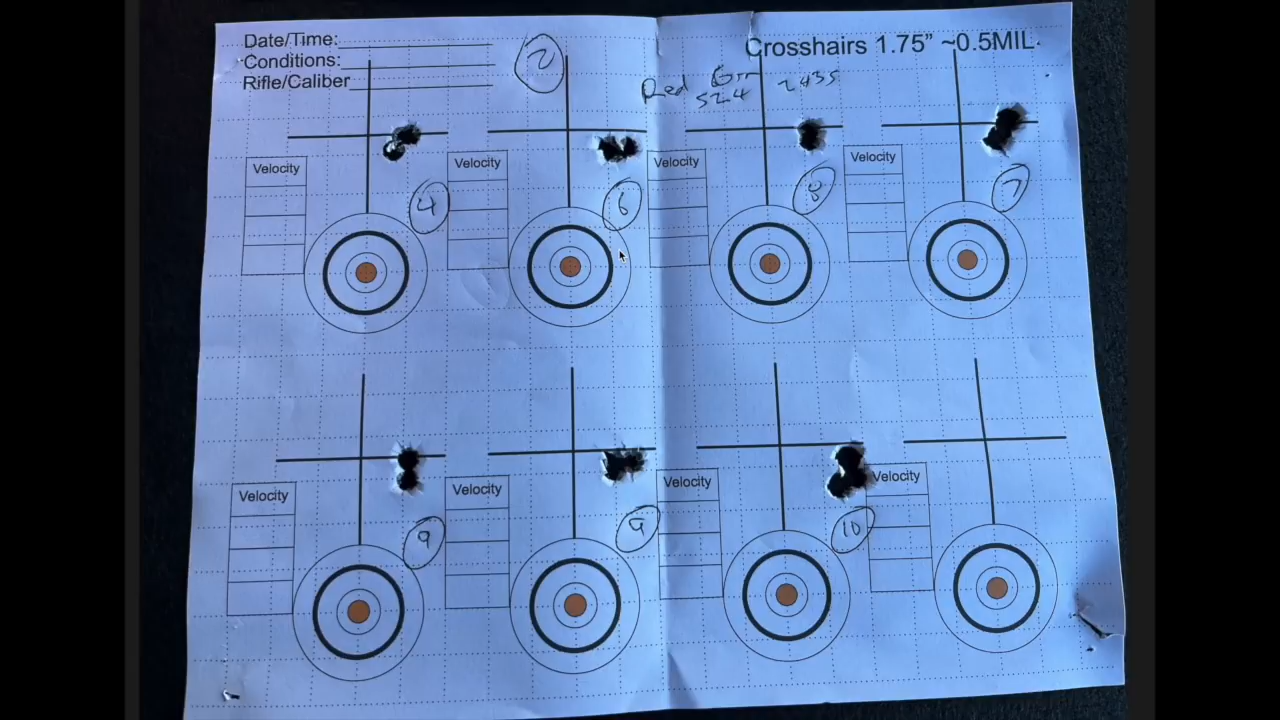 Date/Time:
Conditions:
Rifle/Caliber
2
Crosshairs 1.75” ~0.5MIL
Red
524 2435
Velocity
Velocity
Velocity
Velocity
4
6
8
7
Velocity
Velocity
Velocity
Velocity
9
9
10